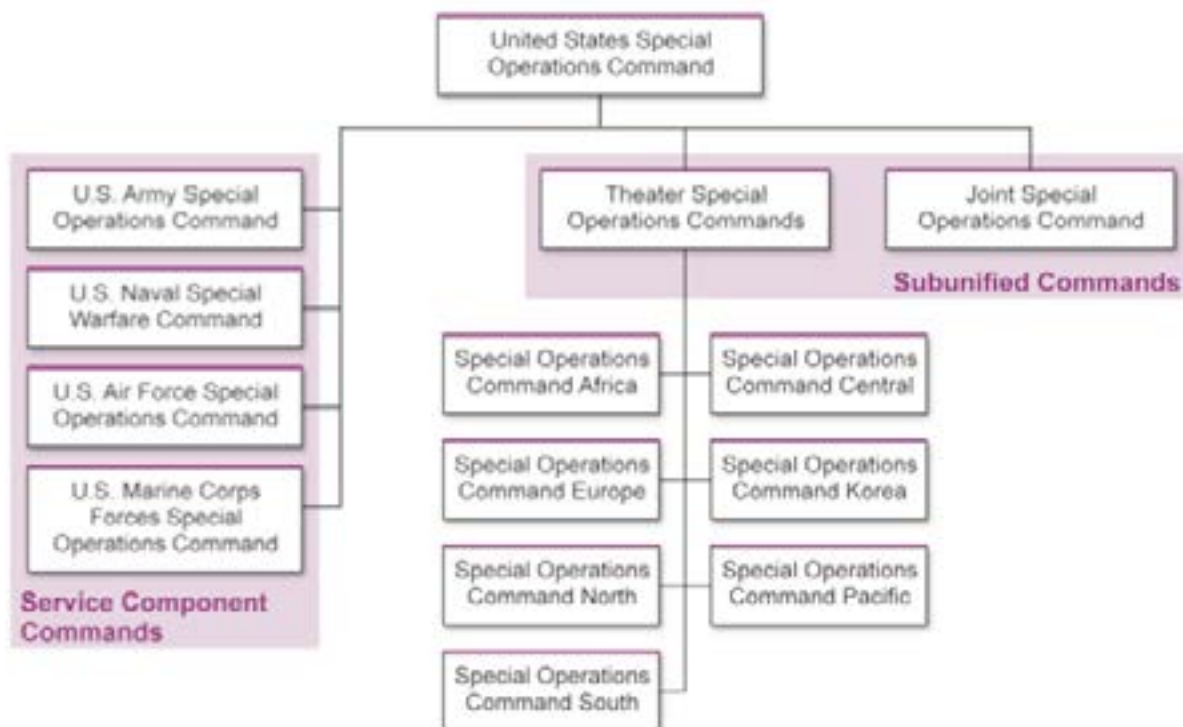 United States Special
Operations Command
U.S. Army Special
Operations Command
U.S. Naval Special
Warfare Command
U.S. Air Force Special
Operations Command
U.S. Marine Corps
Forces Special
Operations Command
Service Component
Commands
Theater Special
Operations Commands
Joint Special
Operations Command
Subunified Commands
Special Operations
Command Africa
Special Operations
Command Central
Special Operations
Command Europe
Special Operations
Command Korea
Special Operations
Command North
Special Operations
Command Pacific
Special Operations
Command South